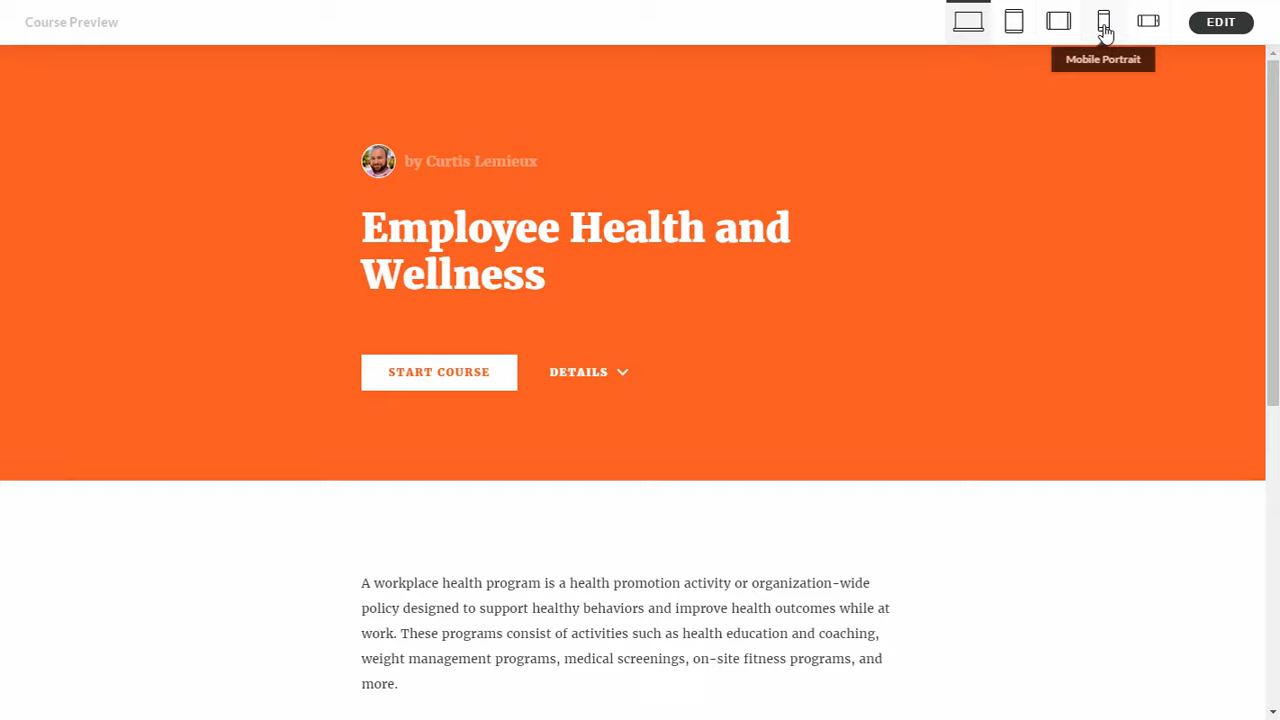 Course Preview
EDIT
Mobile Portrait
by Curtis Lemieux
Employee Health and
Wellness
START COURSE
DETAILS
A workplace health program is a health promotion activity or organization-wide
policy designed to support healthy behaviors and improve health outcomes while at
work. These programs consist of activities such as health education and coaching,
weight management programs, medical screenings, on-site fitness programs, and
more.